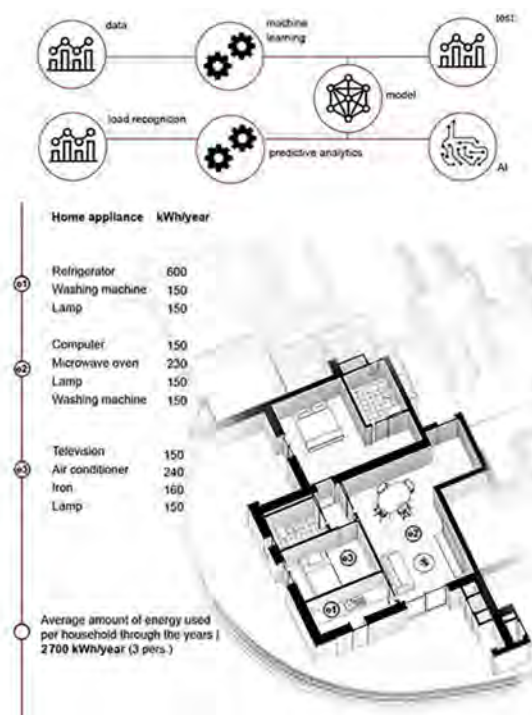 data
machine
learning
test
model
load recognition
predictive analytics
AI
Home appliance kWh/year
e1
Refrigerator 600
Washing machine 150
Lamp 150
e2
Computer 150
Microwave oven 230
Lamp 150
Washing machine 150
e3
Television 150
Air conditioner 240
Iron 160
Lamp 150
Average amount of energy used
per household through the years |
2700 kWh/year (3 pers.)
e2
e3
e1